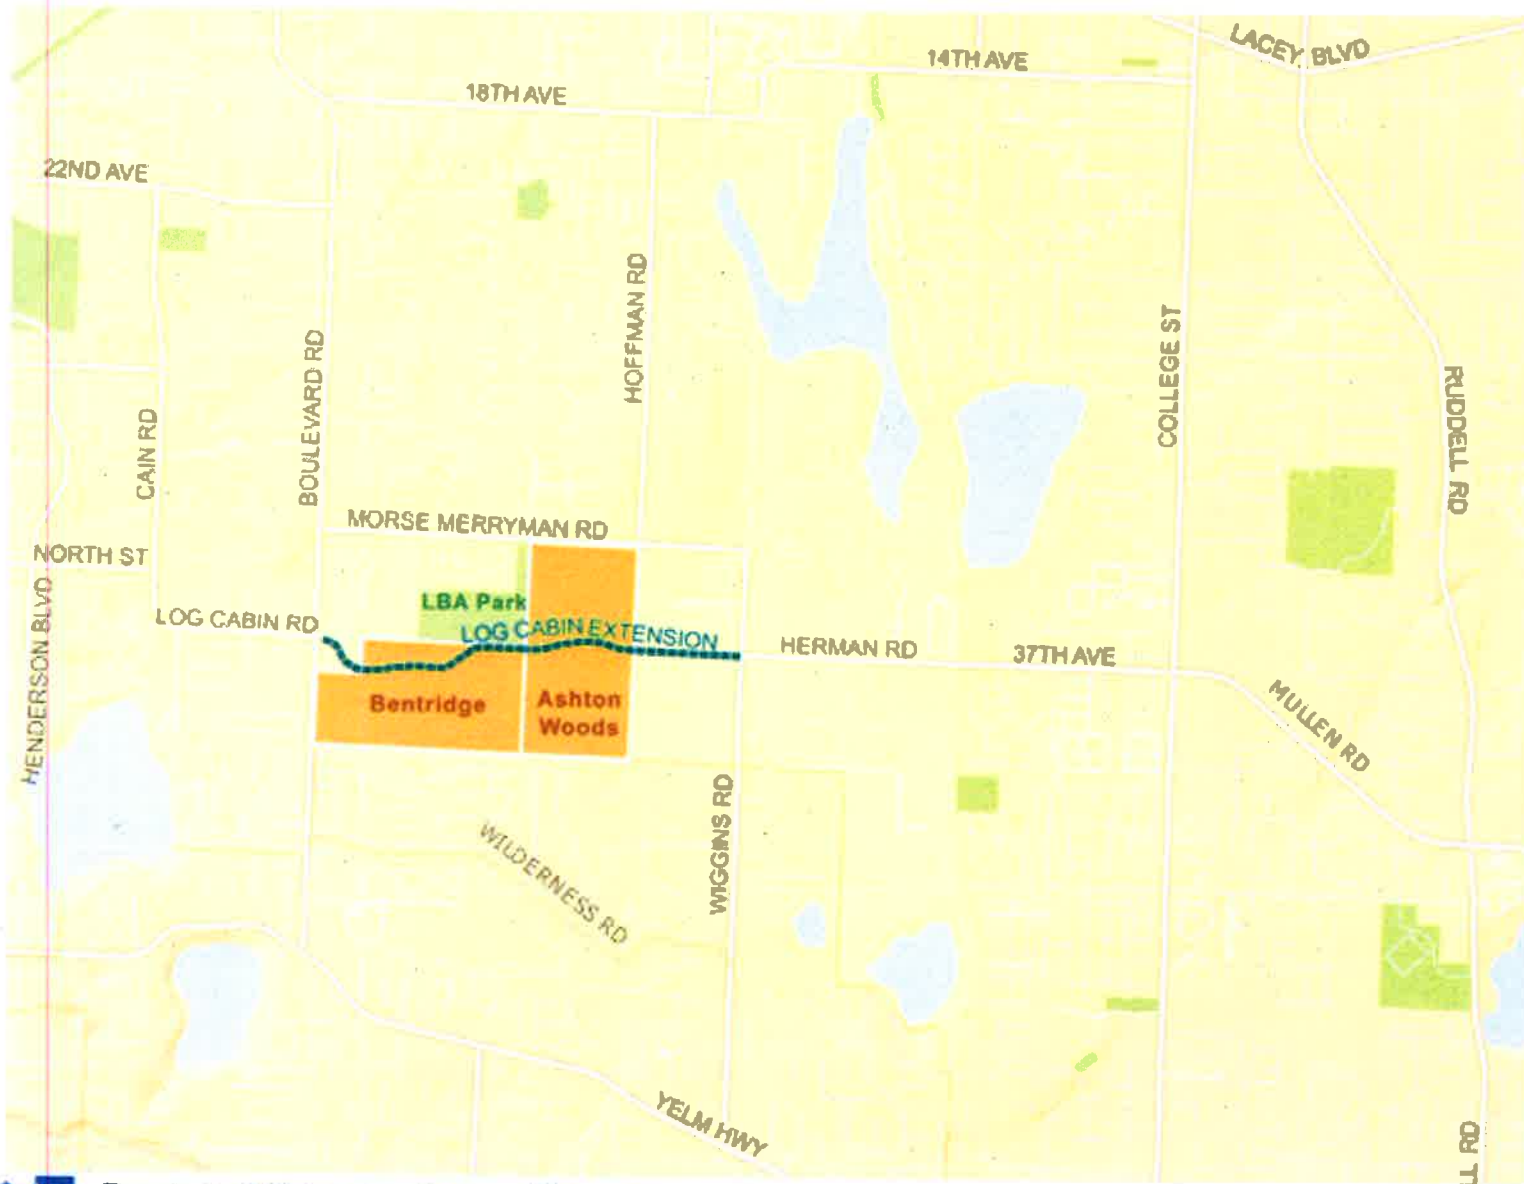 LACEY BLVD
14TH AVE
18TH AVE
22ND AVE
HOFFMAN RD
COLLEGE ST
BOULEVARD RD
CAIN RD
RUDDELL RD
MORSE MERRYMAN RD
NORTH ST
LBA Park
LOG CABIN RD
LOG CABIN EXTENSION
HERMAN RD
37TH AVE
HENDERSON BLVD
Bentridge
Ashton
Woods
MULLEN RD
WIGGINS RD
WILDERNESS RD
YELM HWY
LL RD